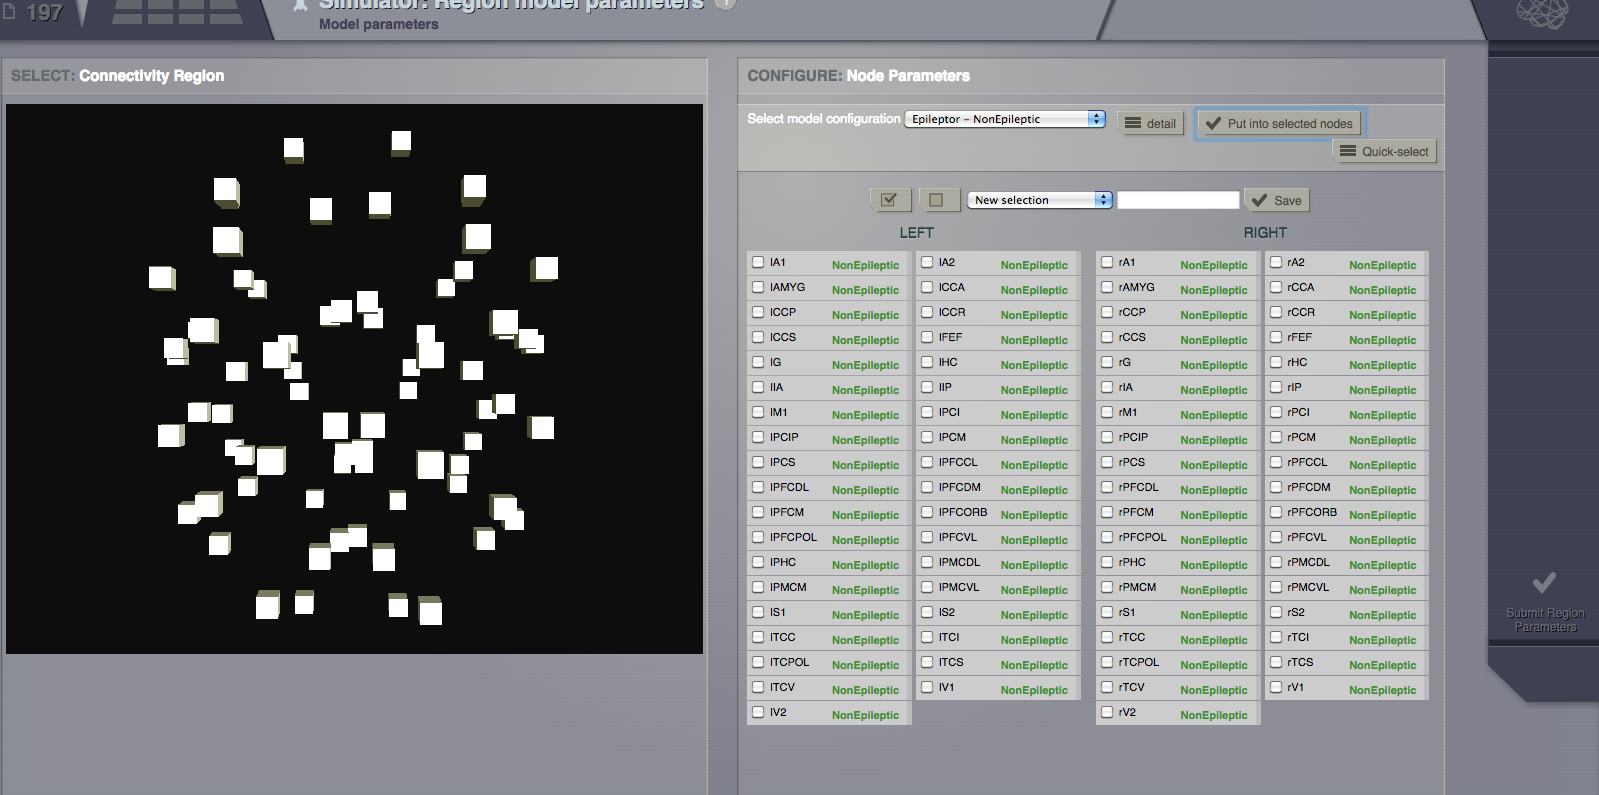 197
Simulator: Region model parameters ?
Model parameters
SELECT: Connectivity Region
CONFIGURE: Node Parameters
Select model configuration Epileptor - NonEpileptic detail Put into selected nodes
Quick-select
New selection Save
LEFT RIGHT
lA1 NonEpileptic lA2 NonEpileptic rA1 NonEpileptic rA2 NonEpileptic
lAMYG NonEpileptic lCCA NonEpileptic rAMYG NonEpileptic rCCA NonEpileptic
lCCP NonEpileptic lCCR NonEpileptic rCCP NonEpileptic rCCR NonEpileptic
lCCS NonEpileptic lFEF NonEpileptic rCCS NonEpileptic rFEF NonEpileptic
lG NonEpileptic lHC NonEpileptic rG NonEpileptic rHC NonEpileptic
lIA NonEpileptic lIP NonEpileptic rIA NonEpileptic rIP NonEpileptic
lM1 NonEpileptic lPCI NonEpileptic rM1 NonEpileptic rPCI NonEpileptic
lPCIP NonEpileptic lPCM NonEpileptic rPCIP NonEpileptic rPCM NonEpileptic
lPCS NonEpileptic lPFCCL NonEpileptic rPCS NonEpileptic rPFCCL NonEpileptic
lPFCDL NonEpileptic lPFCDM NonEpileptic rPFCDL NonEpileptic rPFCDM NonEpileptic
lPFCM NonEpileptic lPFCORB NonEpileptic rPFCM NonEpileptic rPFCORB NonEpileptic
lPFCPOL NonEpileptic lPFCVL NonEpileptic rPFCPOL NonEpileptic rPFCVL NonEpileptic
lPHC NonEpileptic lPMCDL NonEpileptic rPHC NonEpileptic rPMCDL NonEpileptic
lPMCM NonEpileptic lPMCVL NonEpileptic rPMCM NonEpileptic rPMCVL NonEpileptic
lS1 NonEpileptic lS2 NonEpileptic rS1 NonEpileptic rS2 NonEpileptic
lTCC NonEpileptic lTCI NonEpileptic rTCC NonEpileptic rTCI NonEpileptic
lTCPOL NonEpileptic lTCS NonEpileptic rTCPOL NonEpileptic rTCS NonEpileptic
lTCV NonEpileptic lV1 NonEpileptic rTCV NonEpileptic rV1 NonEpileptic
lV2 NonEpileptic rV2 NonEpileptic
Submit Region
Parameters